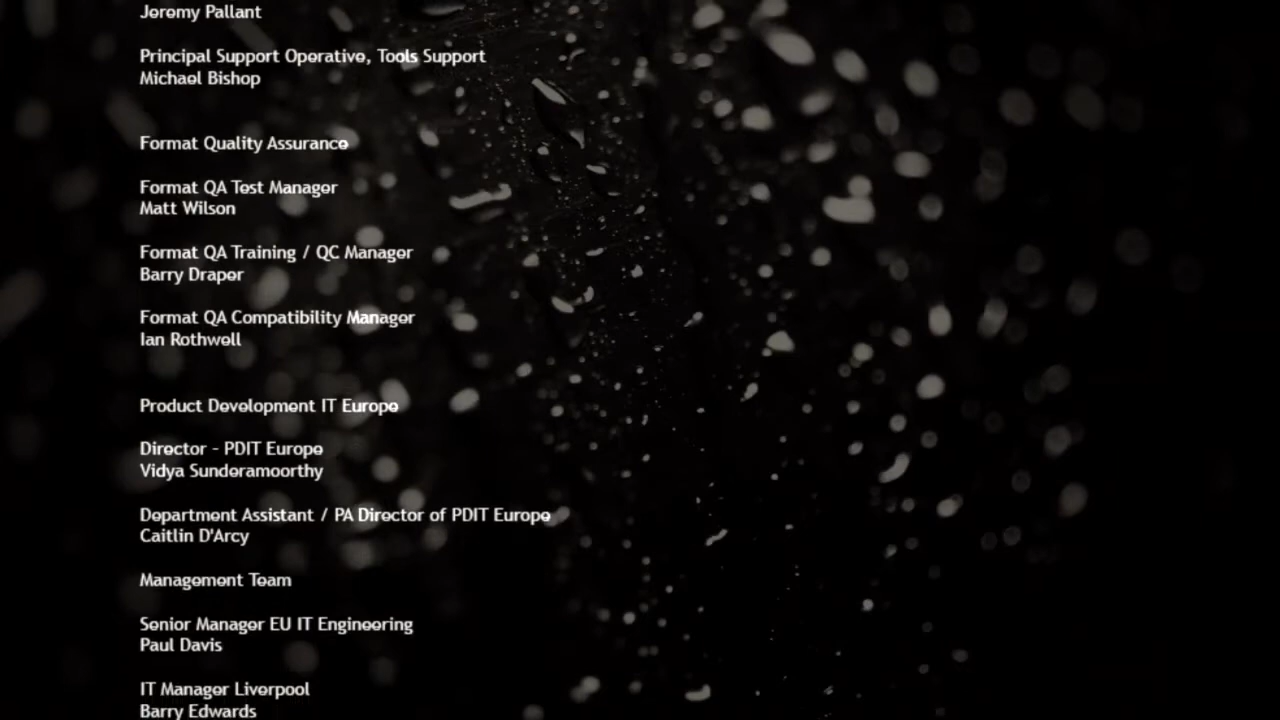 Jeremy Pallant
Principal Support Operative, Tools Support
Michael Bishop
Format Quality Assurance
Format QA Test Manager
Matt Wilson
Format QA Training / QC Manager
Barry Draper
Format QA Compatibility Manager
Ian Rothwell
Product Development IT Europe
Director - PDIT Europe
Vidya Sunderamoorthy
Department Assistant / PA Director of PDIT Europe
Caitlin D'Arcy
Management Team
Senior Manager EU IT Engineering
Paul Davis
IT Manager Liverpool
Barry Edwards